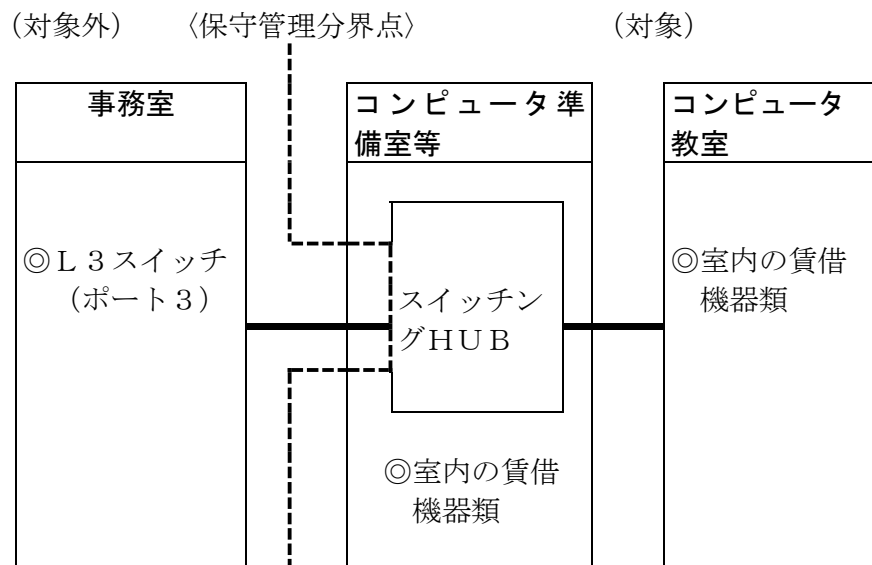 (対象外) 〈保守管理分界点〉 (対象)
事務室
コンピュータ準
備室等
コンピュータ
教室
◎L3スイッチ
(ポート3)
スイッチン
グHUB
◎室内の賃借
機器類
◎室内の賃借
機器類